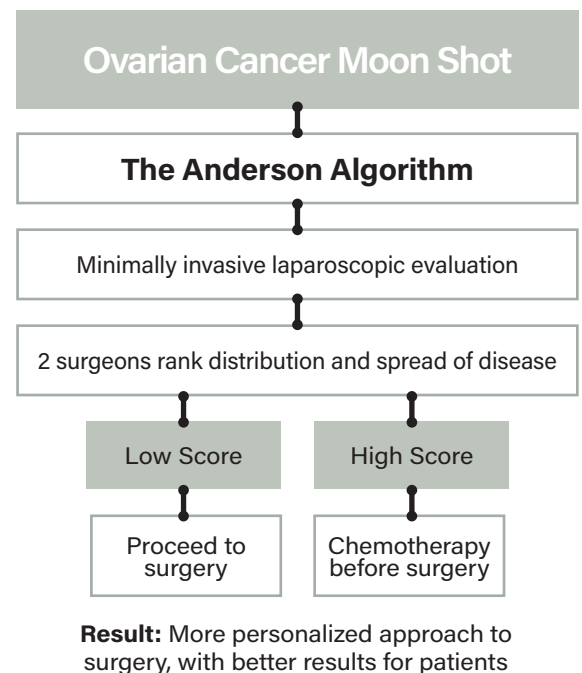 Ovarian Cancer Moon Shot
The Anderson Algorithm
Minimally invasive laparoscopic evaluation
2 surgeons rank distribution and spread of disease
Low Score
High Score
Proceed to
surgery
Chemotherapy
before surgery
Result: More personalized approach to
surgery, with better results for patients